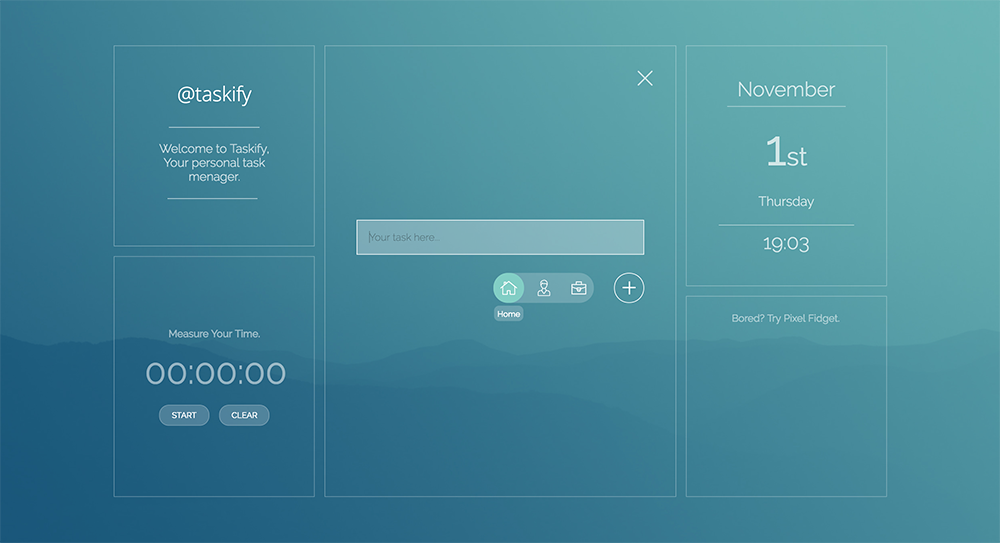 @taskify
Welcome to Taskify,
Your personal task
menager.
Measure Your Time.
00:00:00
START
CLEAR
Your task here...
Home
November
1st
Thursday
19:03
Bored? Try Pixel Fidget.